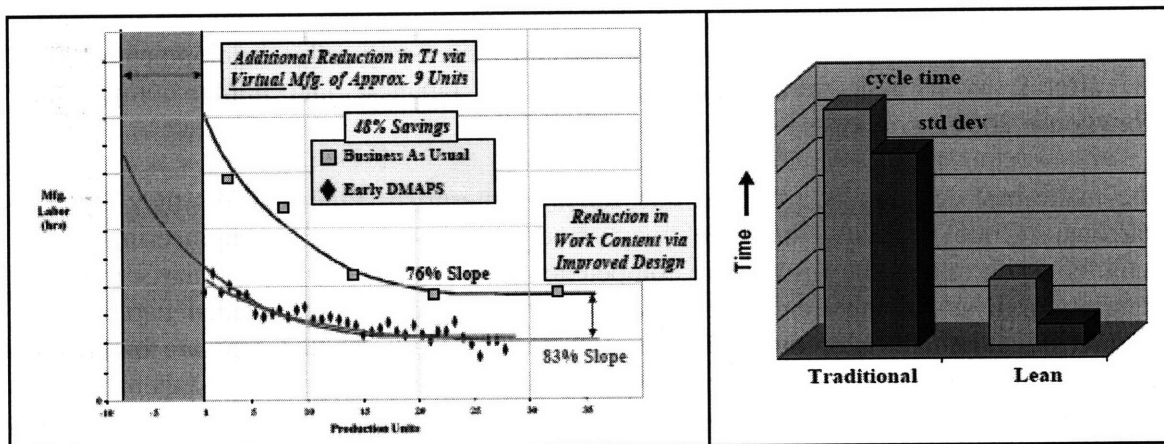 Additional Reduction in T1 via
Virtual Mfg. of Approx. 9 Units
48% Savings
Business As Usual
Early DMAPS
Mfg.
Labor
(hrs)
Reduction in
Work Content via
Improved Design
76% Slope
83% Slope
0
-10
-5
1
5
10
15
20
25
30
35
Production Units
cycle time
std dev
Time
Traditional
Lean